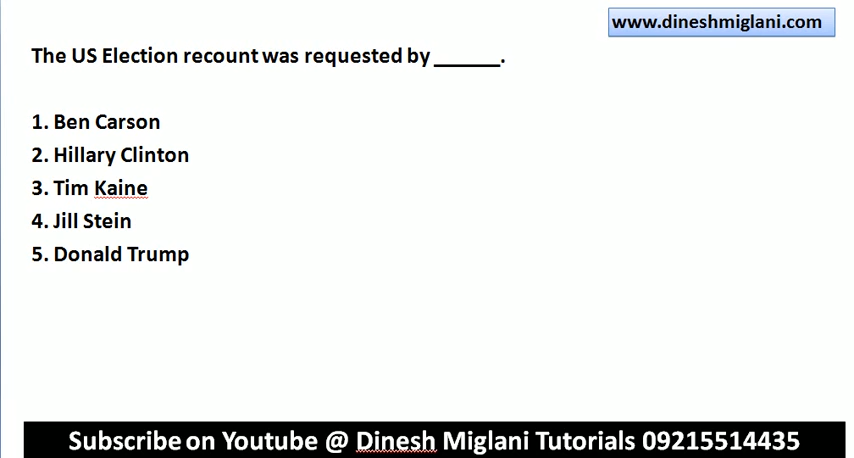 www.dineshmiglani.com
The US Election recount was requested by ______.
1. Ben Carson
2. Hillary Clinton
3. Tim Kaine
4. Jill Stein
5. Donald Trump
Subscribe on Youtube @ Dinesh Miglani Tutorials 09215514435